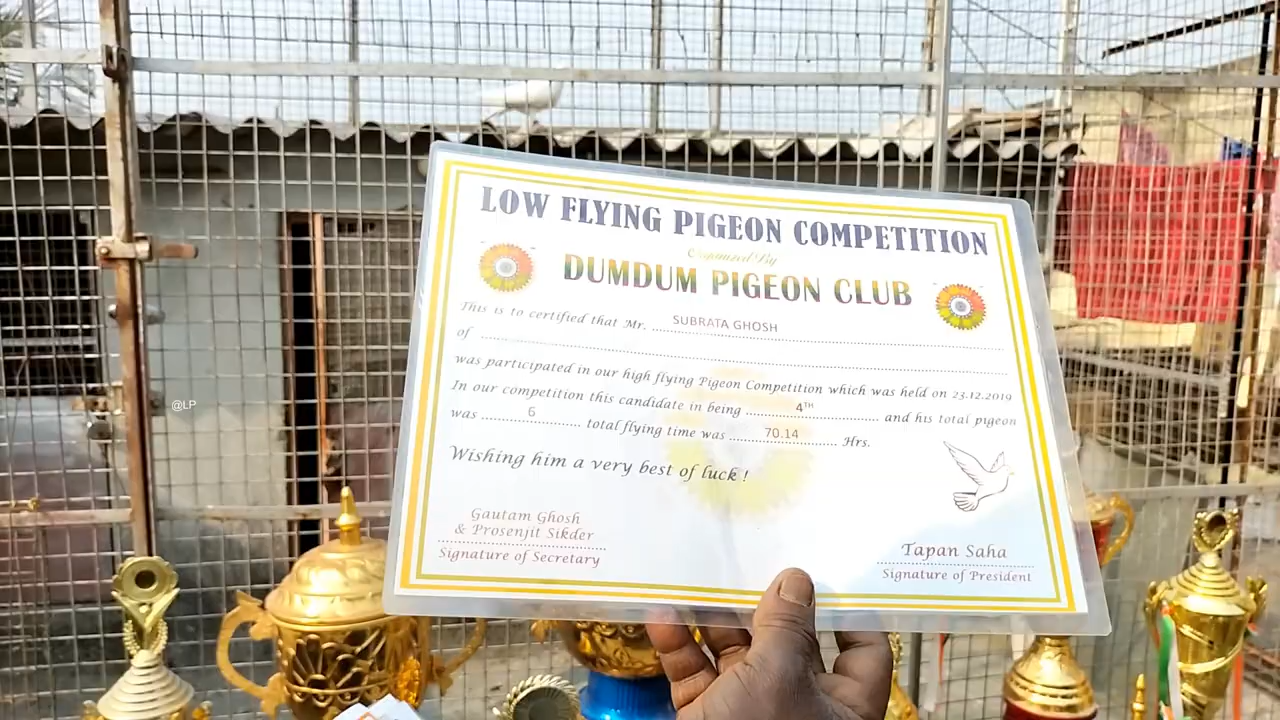 LOW FLYING PIGEON COMPETITION
Organized By
DUMDUM PIGEON CLUB
This is to certified that Mr. SUBRATA GHOSH
of
was participated in our high flying Pigeon Competition which was held on 23.12.2019
In our competition this candidate in being 4TH and his total pigeon
was 6 total flying time was 70.14 Hrs.
Wishing him a very best of luck !
Gautam Ghosh
& Prosenjit Sikder
Signature of Secretary
Tapan Saha
Signature of President
@LP